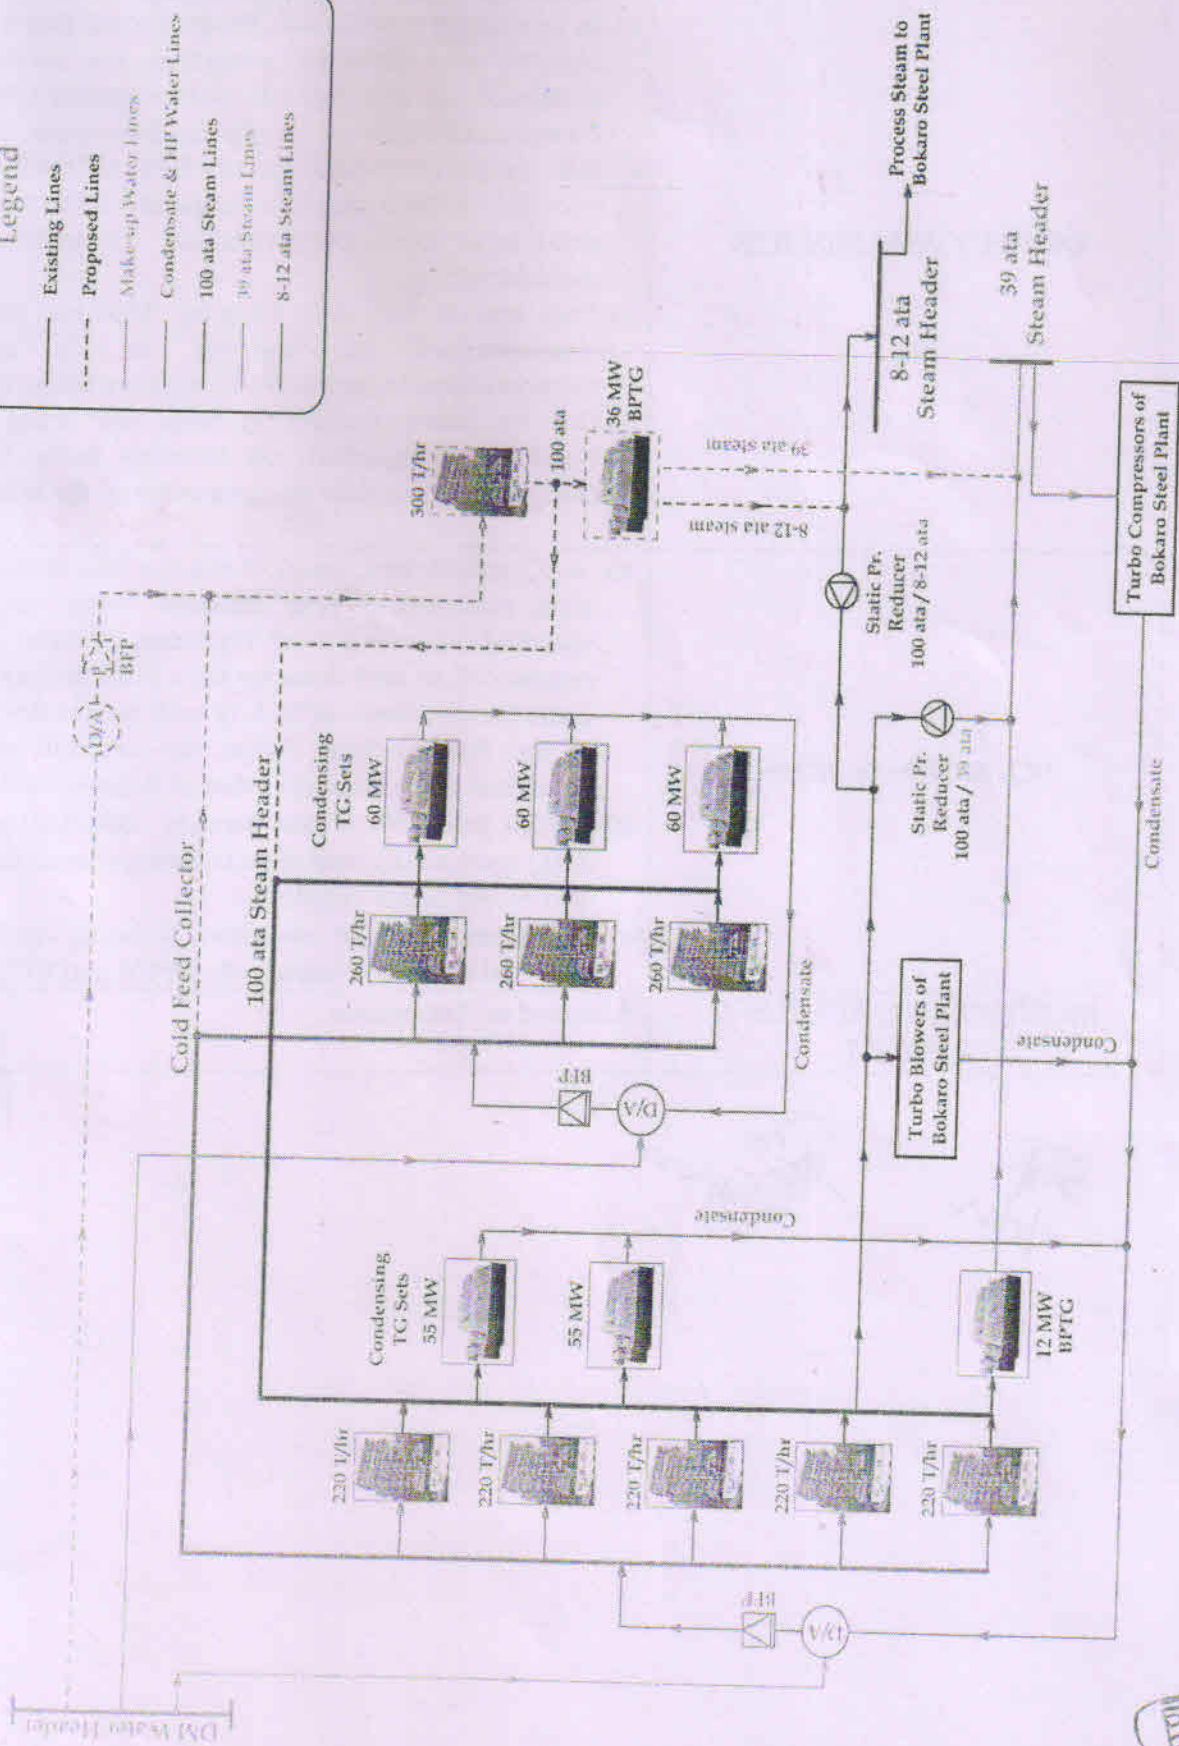 Legend
Existing Lines
Proposed Lines
Make-up Water Lines
Condensate & HP Water Lines
100 ata Steam Lines
39 ata Steam Lines
8-12 ata Steam Lines
DM Water Header
D/A
BFP
Cold Feed Collector
100 ata Steam Header
300 T/hr
100 ata
36 MW
BPTG
8-12 ata steam
39 ata steam
Condensing
TG Sets
60 MW
60 MW
60 MW
260 T/hr
260 T/hr
260 T/hr
BFP
D/A
Condensate
Condensing
TG Sets
55 MW
55 MW
Condensate
220 T/hr
220 T/hr
220 T/hr
220 T/hr
220 T/hr
12 MW
BPTG
BFP
D/A
Turbo Blowers of
Bokaro Steel Plant
Condensate
Static Pr.
Reducer
100 ata / 8-12 ata
Static Pr.
Reducer
100 ata / 39 ata
8-12 ata
Steam Header
Process Steam to
Bokaro Steel Plant
39 ata
Steam Header
Turbo Compressors of
Bokaro Steel Plant
Condensate